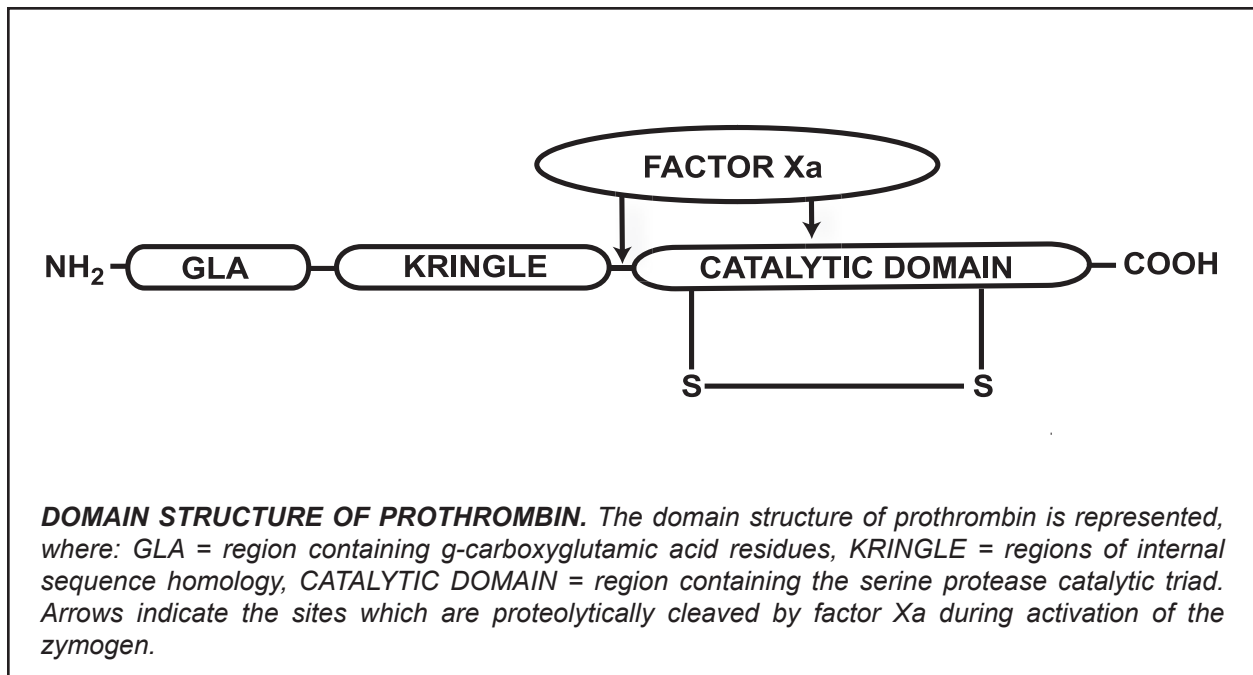 FACTOR Xa
NH2 GLA KRINGLE CATALYTIC DOMAIN COOH
S S
DOMAIN STRUCTURE OF PROTHROMBIN. The domain structure of prothrombin is represented,
where: GLA = region containing g-carboxyglutamic acid residues, KRINGLE = regions of internal
sequence homology, CATALYTIC DOMAIN = region containing the serine protease catalytic triad.
Arrows indicate the sites which are proteolytically cleaved by factor Xa during activation of the
zymogen.